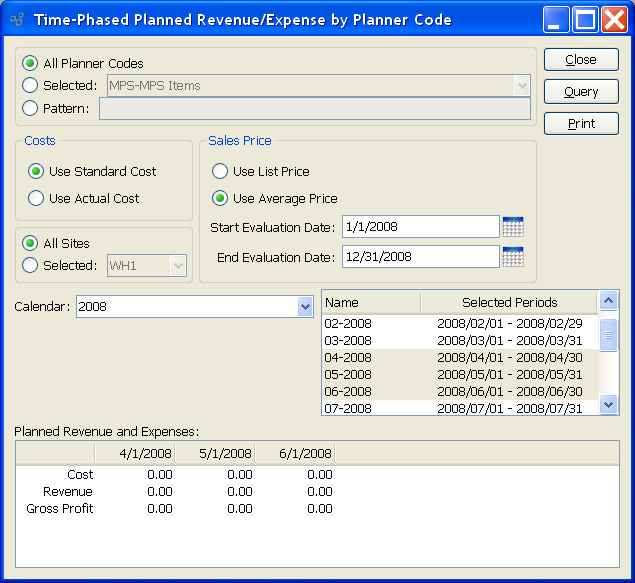 Time-Phased Planned Revenue/Expense by Planner Code
All Planner Codes
Selected: MPS-MPS Items
Pattern:
Close
Query
Print
Costs
Use Standard Cost
Use Actual Cost
Sales Price
Use List Price
Use Average Price
Start Evaluation Date: 1/1/2008
End Evaluation Date: 12/31/2008
All Sites
Selected: WH1
Calendar: 2008
Name Selected Periods
02-2008 2008/02/01 - 2008/02/29
03-2008 2008/03/01 - 2008/03/31
04-2008 2008/04/01 - 2008/04/30
05-2008 2008/05/01 - 2008/05/31
06-2008 2008/06/01 - 2008/06/30
07-2008 2008/07/01 - 2008/07/31
Planned Revenue and Expenses:
4/1/2008 5/1/2008 6/1/2008
Cost 0.00 0.00 0.00
Revenue 0.00 0.00 0.00
Gross Profit 0.00 0.00 0.00